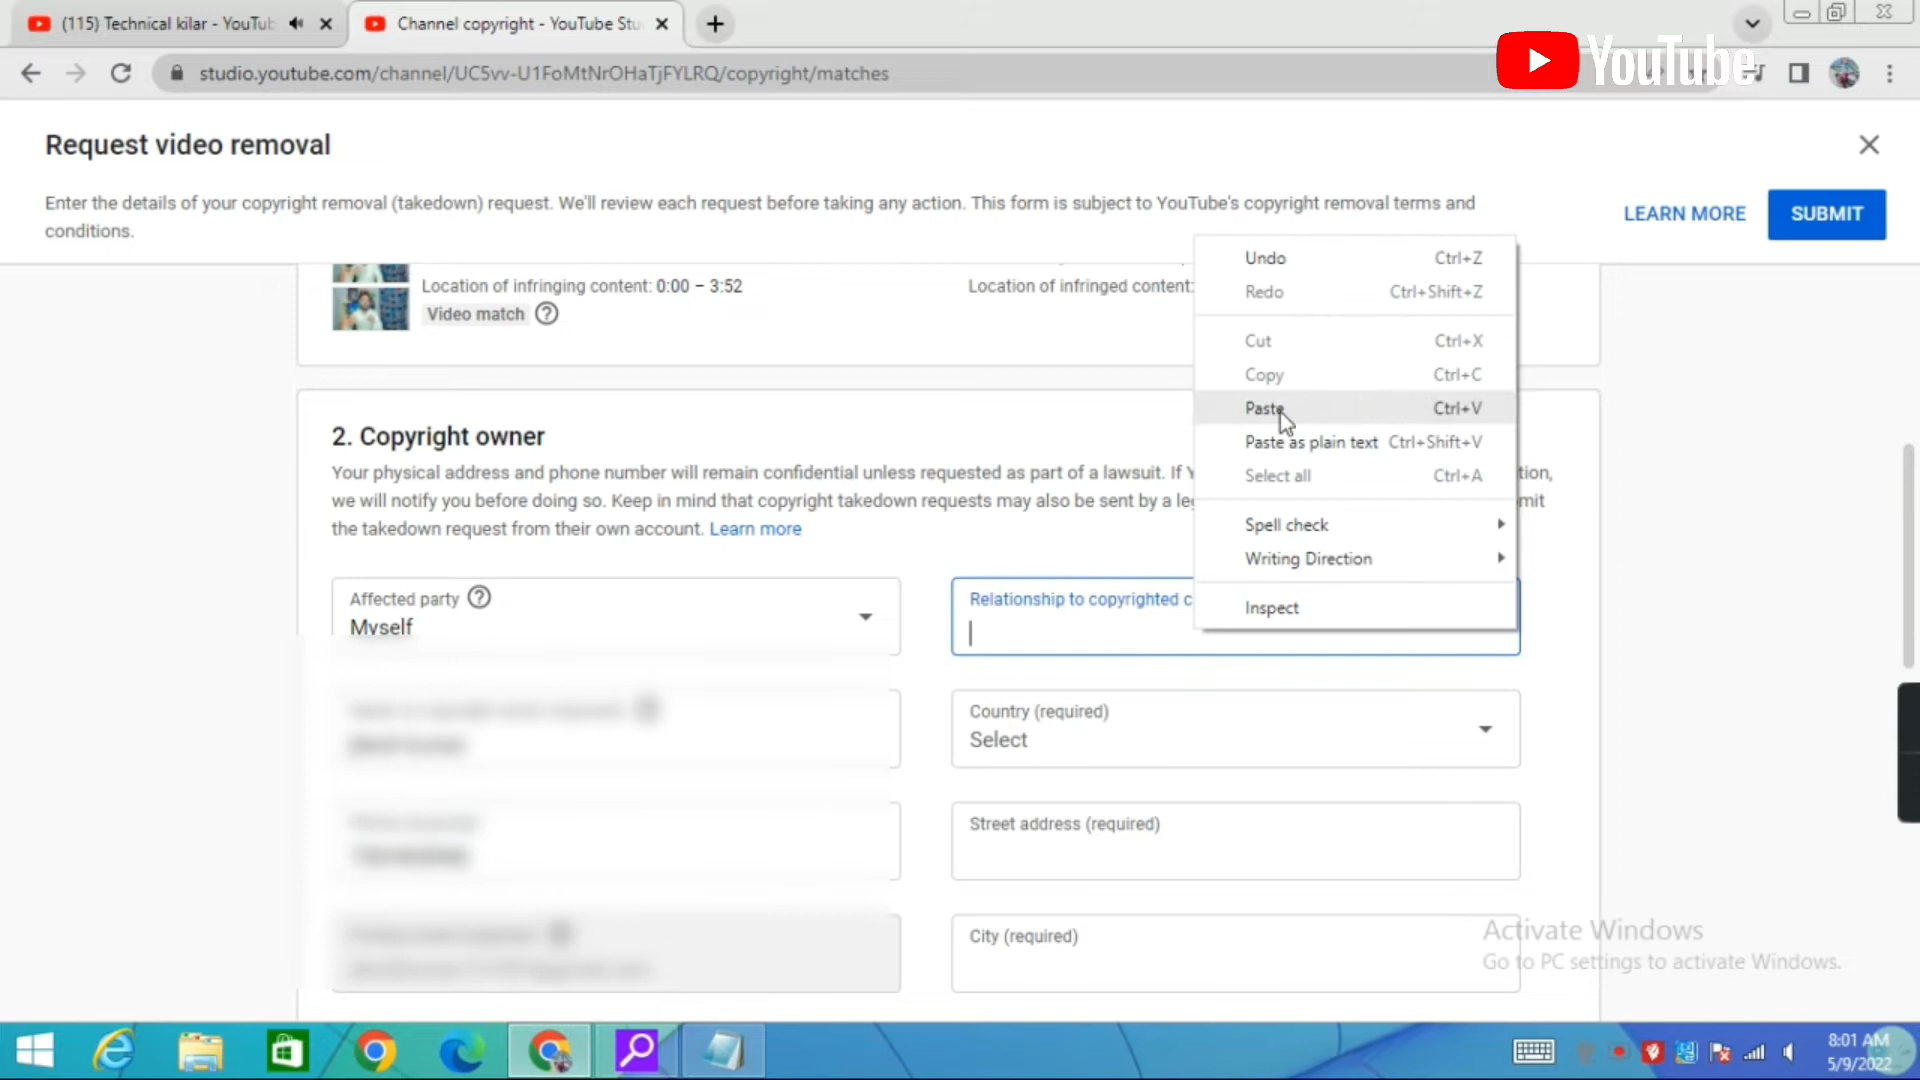 (115) Technical kilar - YouTub
Channel copyright - YouTube Stu
studio.youtube.com/channel/UC5vv-U1FoMtNrOHaTjFYLRQ/copyright/matches
YouTube
Request video removal
Enter the details of your copyright removal (takedown) request. We'll review each request before taking any action. This form is subject to YouTube's copyright removal terms and
conditions.
LEARN MORE
SUBMIT
Location of infringing content: 0:00 – 3:52
Location of infringed content:
Video match
Undo Ctrl+Z
Redo Ctrl+Shift+Z
Cut Ctrl+X
Copy Ctrl+C
Paste Ctrl+V
Paste as plain text Ctrl+Shift+V
Select all Ctrl+A
Spell check
Writing Direction
Inspect
2. Copyright owner
Your physical address and phone number will remain confidential unless requested as part of a lawsuit. If Y tion,
we will notify you before doing so. Keep in mind that copyright takedown requests may also be sent by a le mit
the takedown request from their own account. Learn more
Affected party
Myself
Relationship to copyrighted c
Country (required)
Select
Street address (required)
City (required)
Activate Windows
Go to PC settings to activate Windows.
8:01 AM
5/9/2022